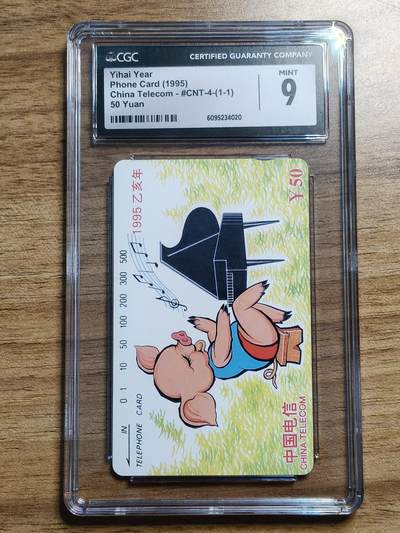 CGC
CERTIFIED GUARANTY COMPANY
Yihai Year
Phone Card (1995)
China Telecom - #CNT-4-(1-1)
50 Yuan
MINT
9
6095234020
1995 乙亥年
¥50
0 1 10 50 100 200 300 500
IN
TELEPHONE CARD
中国电信
CHINA TELECOM